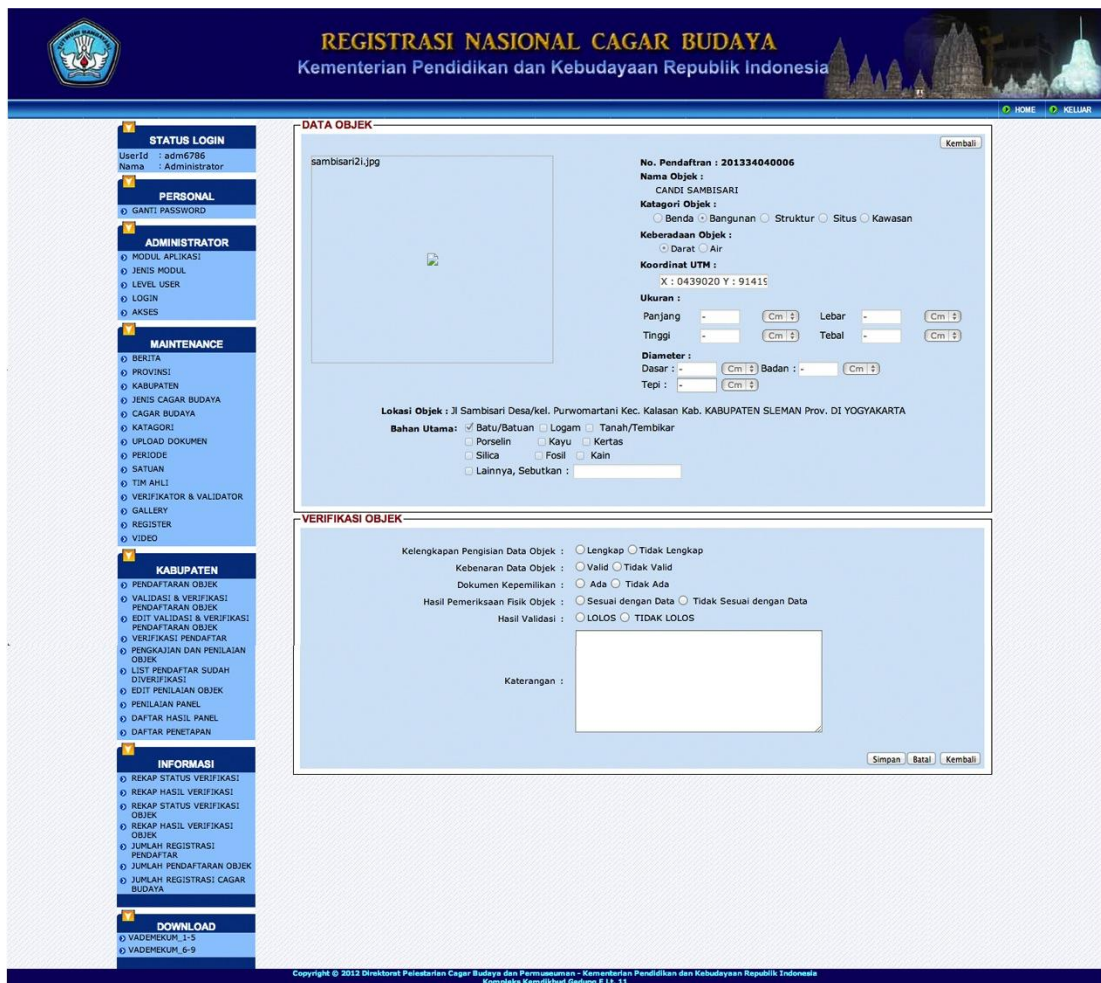 TUT WURI HANDAYANI
REGISTRASI NASIONAL CAGAR BUDAYA
Kementerian Pendidikan dan Kebudayaan Republik Indonesia
HOME KELUAR
STATUS LOGIN
UserId : adm6786
Nama : Administrator
PERSONAL
GANTI PASSWORD
ADMINISTRATOR
MODUL APLIKASI
JENIS MODUL
LEVEL USER
LOGIN
AKSES
MAINTENANCE
BERITA
PROVINSI
KABUPATEN
JENIS CAGAR BUDAYA
CAGAR BUDAYA
KATAGORI
UPLOAD DOKUMEN
PERIODE
SATUAN
TIM AHLI
VERIFIKATOR & VALIDATOR
GALLERY
REGISTER
VIDEO
KABUPATEN
PENDAFTARAN OBJEK
VALIDASI & VERIFIKASI
PENDAFTARAN OBJEK
EDIT VALIDASI & VERIFIKASI
PENDAFTARAN OBJEK
VERIFIKASI PENDAFTAR
PENGKAJIAN DAN PENILAIAN
OBJEK
LIST PENDAFTAR SUDAH
DIVERIFIKASI
EDIT PENILAIAN OBJEK
PENILAIAN PANEL
DAFTAR HASIL PANEL
DAFTAR PENETAPAN
INFORMASI
REKAP STATUS VERIFIKASI
REKAP HASIL VERIFIKASI
REKAP STATUS VERIFIKASI
OBJEK
REKAP HASIL VERIFIKASI
OBJEK
JUMLAH REGISTRASI
PENDAFTAR
JUMLAH PENDAFTARAN OBJEK
JUMLAH REGISTRASI CAGAR
BUDAYA
DOWNLOAD
VADEMEKUM_1-5
VADEMEKUM_6-9
DATA OBJEK
Kembali
sambisari2i.jpg
No. Pendaftran : 201334040006
Nama Objek :
CANDI SAMBISARI
Katagori Objek :
Benda Bangunan Struktur Situs Kawasan
Keberadaan Objek :
Darat Air
Koordinat UTM :
X : 0439020 Y : 91419
Ukuran :
Panjang - Cm Lebar - Cm
Tinggi - Cm Tebal - Cm
Diameter :
Dasar : - Cm Badan : - Cm
Tepi : - Cm
Lokasi Objek : Jl Sambisari Desa/kel. Purwomartani Kec. Kalasan Kab. KABUPATEN SLEMAN Prov. DI YOGYAKARTA
Bahan Utama: Batu/Batuan Logam Tanah/Tembikar
Porselin Kayu Kertas
Silica Fosil Kain
Lainnya, Sebutkan :
VERIFIKASI OBJEK
Kelengkapan Pengisian Data Objek : Lengkap Tidak Lengkap
Kebenaran Data Objek : Valid Tidak Valid
Dokumen Kepemilikan : Ada Tidak Ada
Hasil Pemeriksaan Fisik Objek : Sesuai dengan Data Tidak Sesuai dengan Data
Hasil Validasi : LOLOS TIDAK LOLOS
Katerangan :
Simpan Batal Kembali
Copyright © 2012 Direktorat Pelestarian Cagar Budaya dan Permuseuman - Kementerian Pendidikan dan Kebudayaan Republik Indonesia
Kompleks Kemdikbud Gedung E Lt. 11